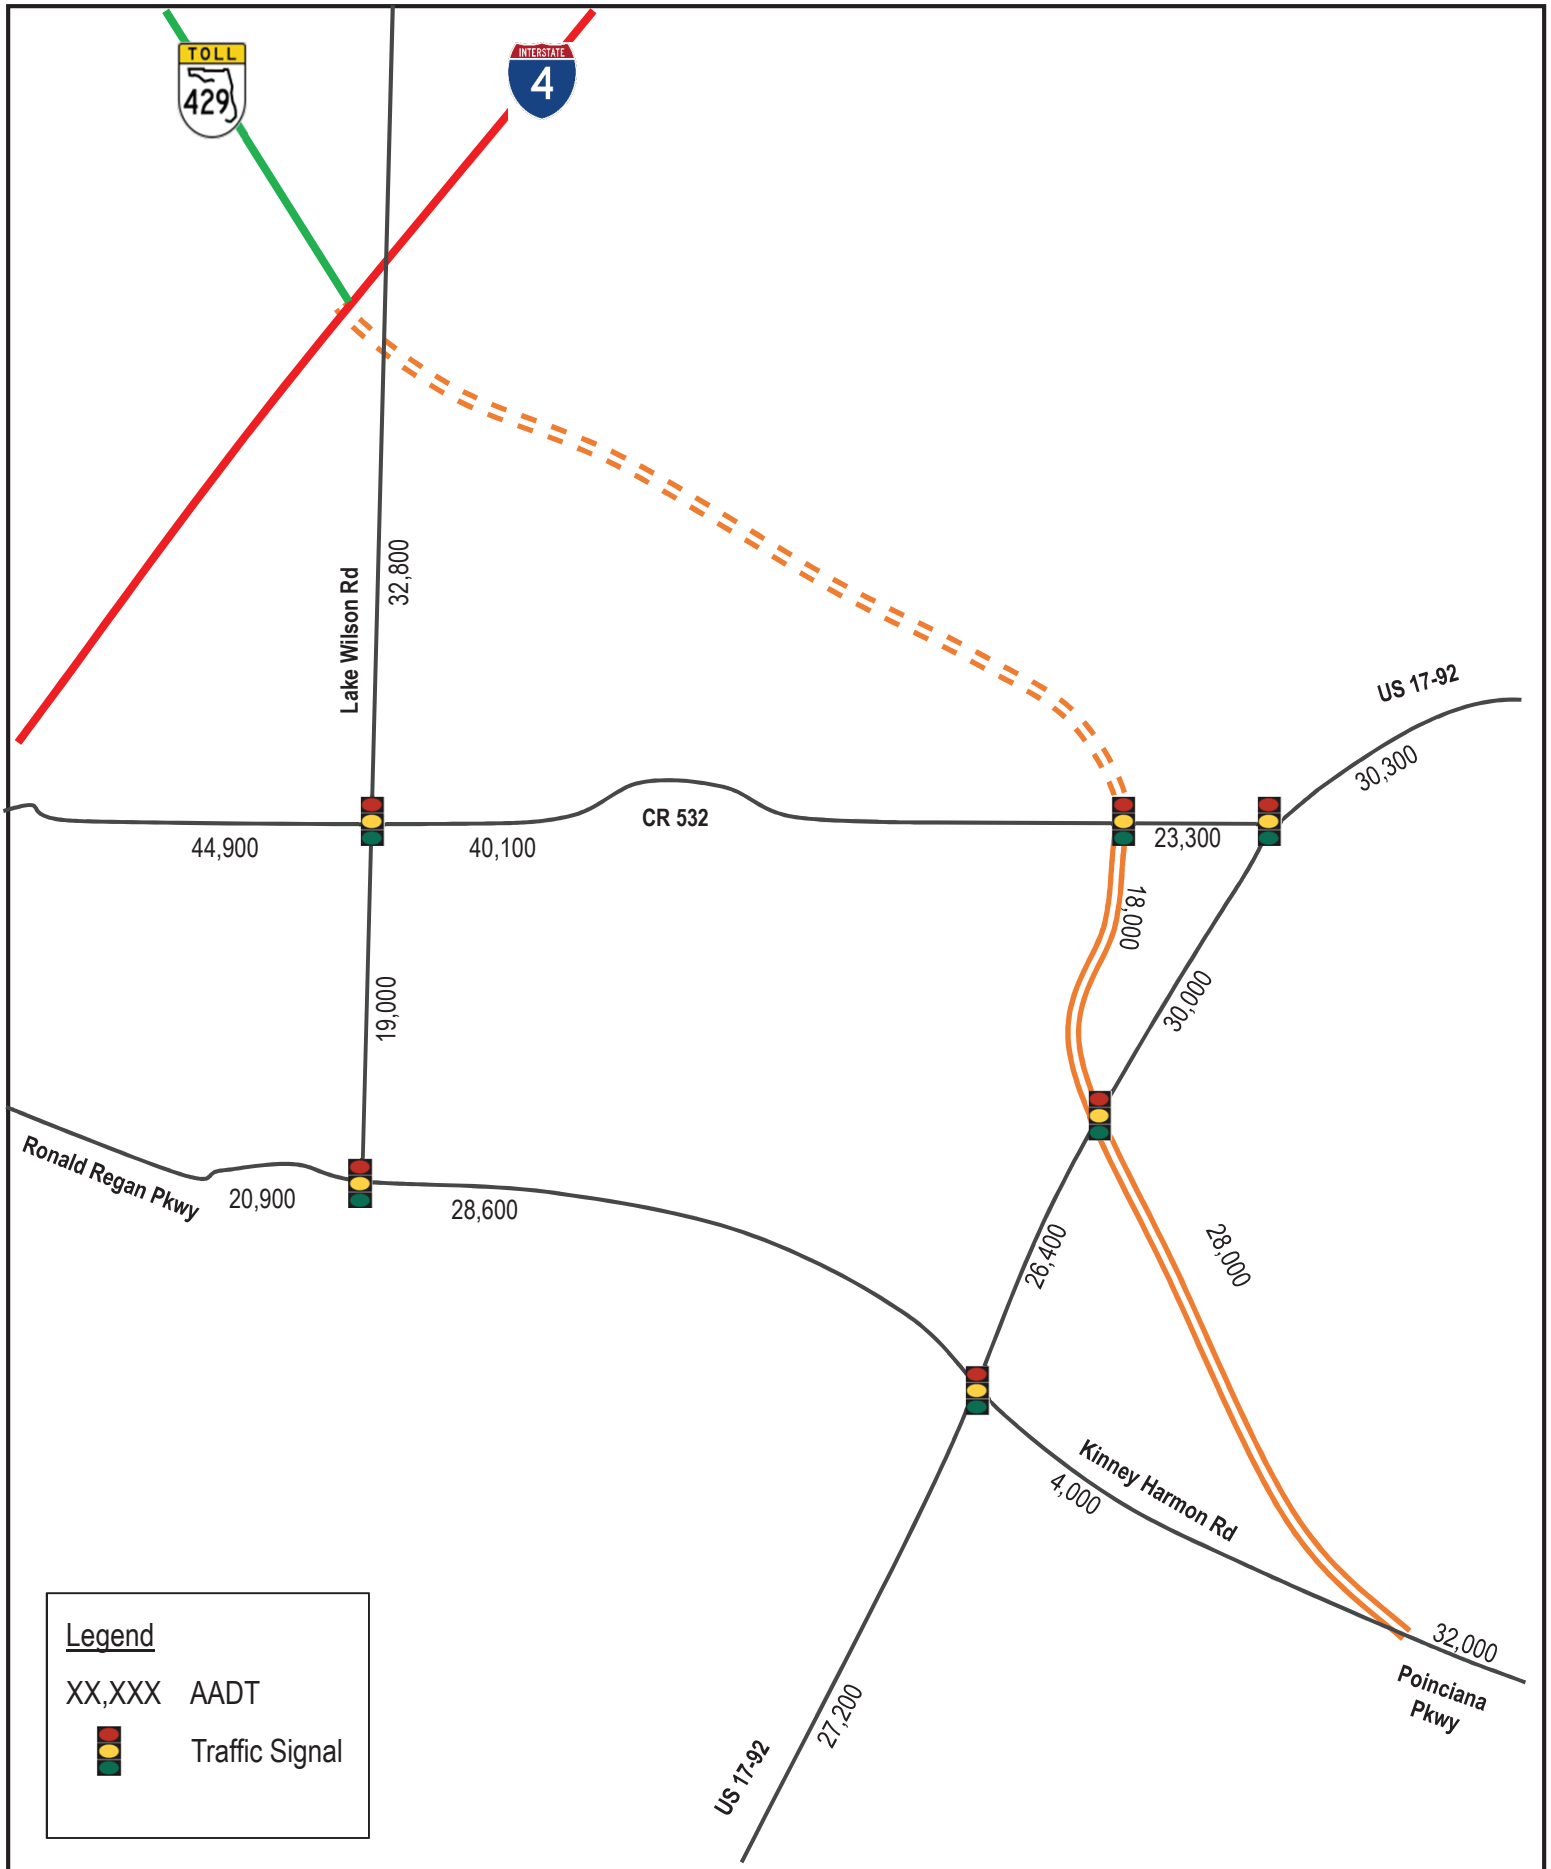 TOLL
429
INTERSTATE
4
32,800
Lake Wilson Rd
US 17-92
30,300
CR 532
44,900
40,100
23,300
18,000
19,000
30,000
Ronald Regan Pkwy
20,900
28,600
26,400
28,000
Kinney Harmon Rd
4,000
32,000
Poinciana
Pkwy
27,200
US 17-92
Legend
XX,XXX AADT
Traffic Signal